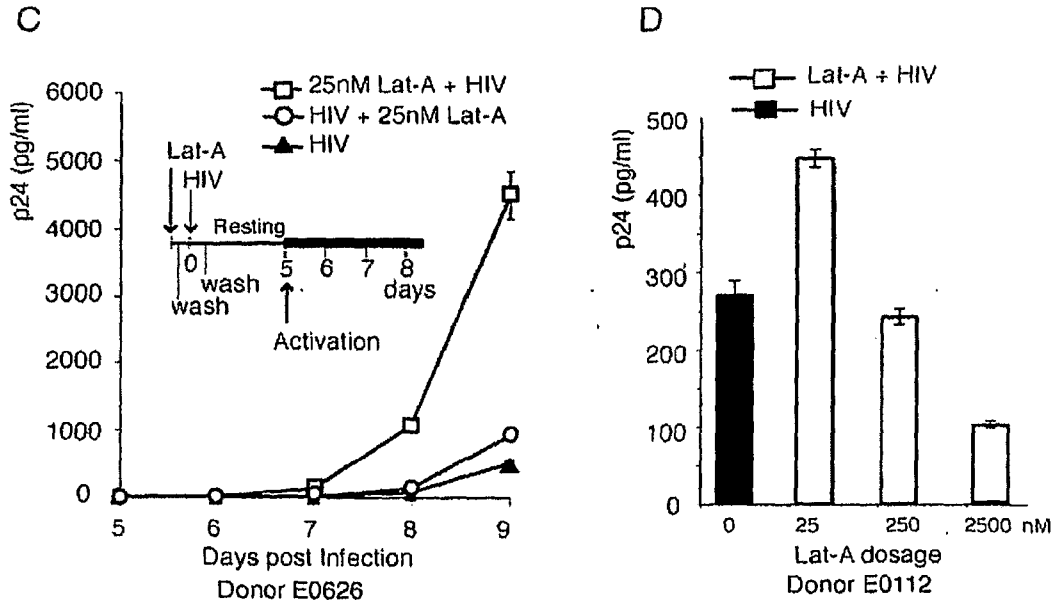 C
25nM Lat-A + HIV
HIV + 25nM Lat-A
HIV
p24 (pg/ml)
6000
5000
4000
3000
2000
1000
0
Lat-A
HIV
Resting
0
5
6
7
8
wash
days
wash
Activation
5
6
7
8
9
Days post Infection
Donor E0626
D
Lat-A + HIV
HIV
p24 (pg/ml)
500
400
300
200
100
0
0
25
250
2500 nM
Lat-A dosage
Donor E0112